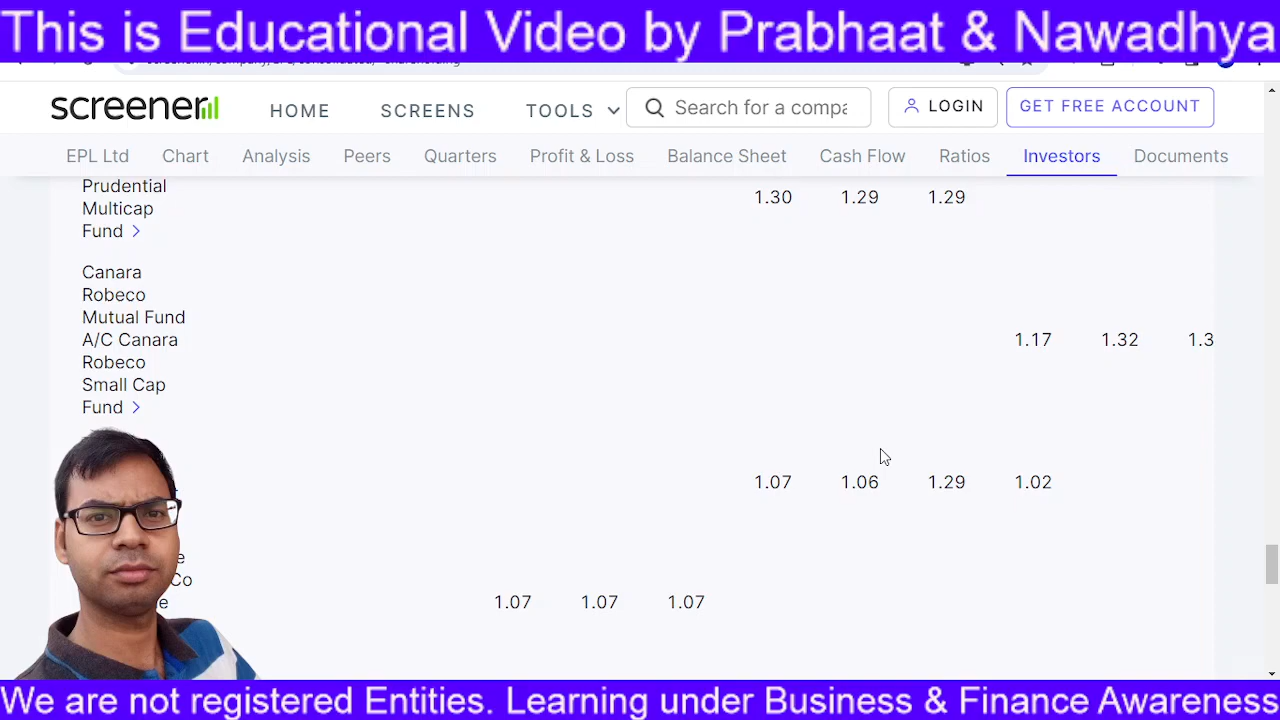 This is Educational Video by Prabhaat & Nawadhya
screener
HOME SCREENS TOOLS Search for a compa LOGIN GET FREE ACCOUNT
EPL Ltd Chart Analysis Peers Quarters Profit & Loss Balance Sheet Cash Flow Ratios Investors Documents
Prudential
Multicap 1.30 1.29 1.29
Fund
Canara
Robeco
Mutual Fund
A/C Canara 1.17 1.32 1.3
Robeco
Small Cap
Fund
1.07 1.06 1.29 1.02
Co
1.07 1.07 1.07
We are not registered Entities. Learning under Business & Finance Awareness